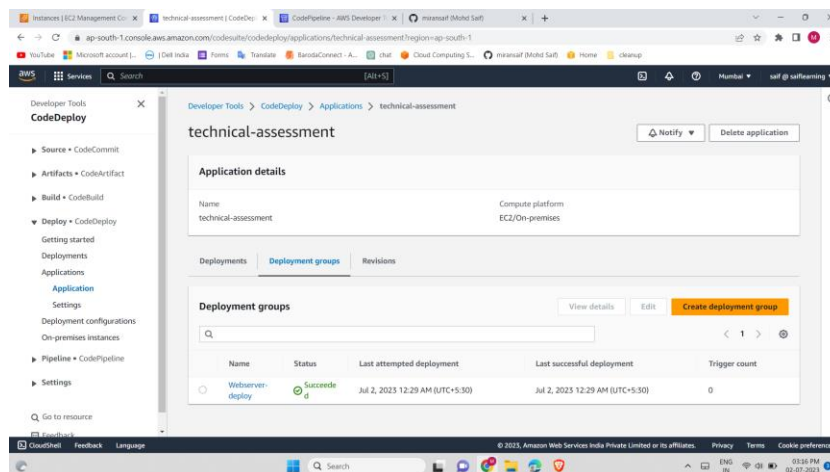 Instances | EC2 Management Co
technical-assessment | CodeDep
CodePipeline - AWS Developer T
miransaif (Mohd Saif)
ap-south-1.console.aws.amazon.com/codesuite/codedeploy/applications/technical-assessment?region=ap-south-1
YouTube
Microsoft account |...
(Dell India
Forms
Translate
BarodaConnect - A...
chat
Cloud Computing S...
miransaif (Mohd Saif)
Home
cleanup
aws
Services
Search
[Alt+S]
Mumbai
saif @ saiflearning
Developer Tools
CodeDeploy
Source • CodeCommit
Artifacts • CodeArtifact
Build • CodeBuild
Deploy • CodeDeploy
Getting started
Deployments
Applications
Application
Settings
Deployment configurations
On-premises instances
Pipeline • CodePipeline
Settings
Go to resource
Feedback
Developer Tools > CodeDeploy > Applications > technical-assessment
technical-assessment
Notify
Delete application
Application details
Name
technical-assessment
Compute platform
EC2/On-premises
Deployments
Deployment groups
Revisions
Deployment groups
View details
Edit
Create deployment group
1
Name Status Last attempted deployment Last successful deployment Trigger count
Webserver-
deploy
Succeede
d
Jul 2, 2023 12:29 AM (UTC+5:30)
Jul 2, 2023 12:29 AM (UTC+5:30)
0
CloudShell Feedback Language
© 2023, Amazon Web Services India Private Limited or its affiliates. Privacy Terms Cookie preference
Search
ENG
IN
03:16 PM
02-07-2023